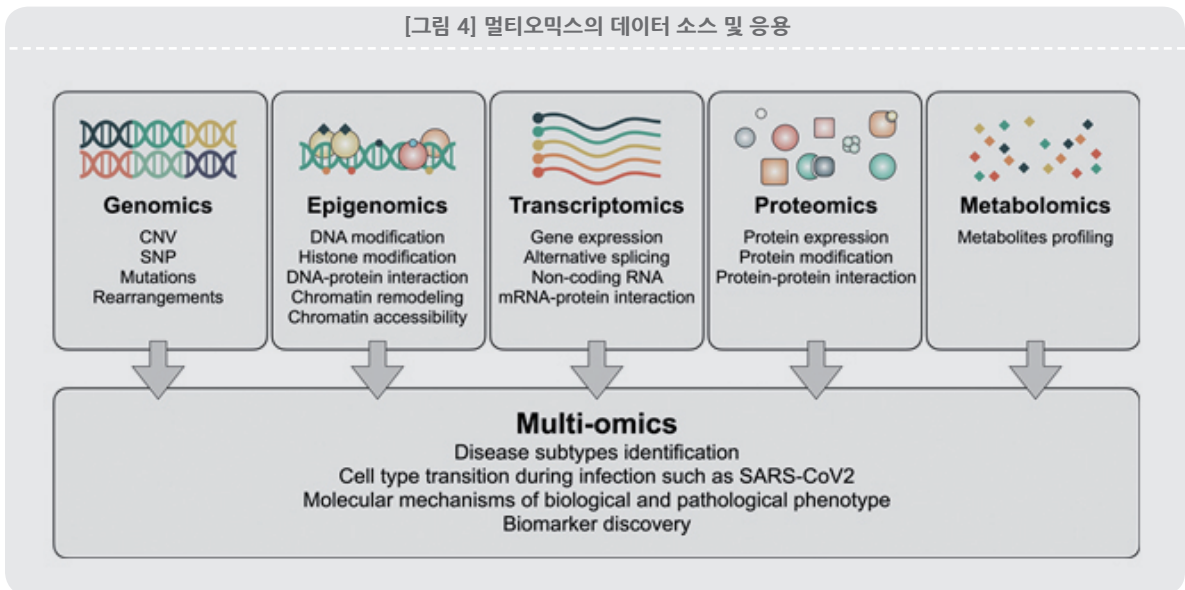 [그림 4] 멀티오믹스의 데이터 소스 및 응용
Genomics
CNV
SNP
Mutations
Rearrangements
Epigenomics
DNA modification
Histone modification
DNA-protein interaction
Chromatin remodeling
Chromatin accessibility
Transcriptomics
Gene expression
Alternative splicing
Non-coding RNA
mRNA-protein interaction
Proteomics
Protein expression
Protein modification
Protein-protein interaction
Metabolomics
Metabolites profiling
Multi-omics
Disease subtypes identification
Cell type transition during infection such as SARS-CoV2
Molecular mechanisms of biological and pathological phenotype
Biomarker discovery